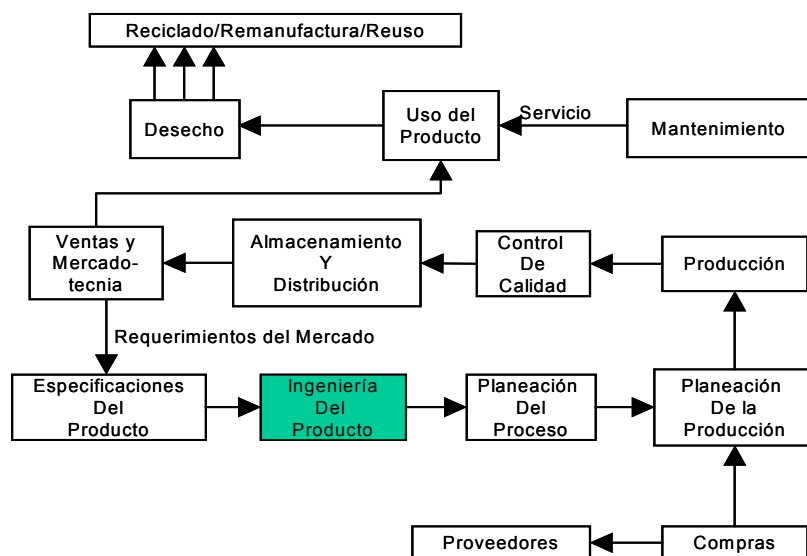 Reciclado/Remanufactura/Reuso
Desecho
Uso del
Producto
Servicio
Mantenimiento
Ventas y
Mercado-
tecnia
Almacenamiento
Y
Distribución
Control
De
Calidad
Producción
Requerimientos del Mercado
Especificaciones
Del
Producto
Ingeniería
Del
Producto
Planeación
Del
Proceso
Planeación
De la
Producción
Proveedores
Compras